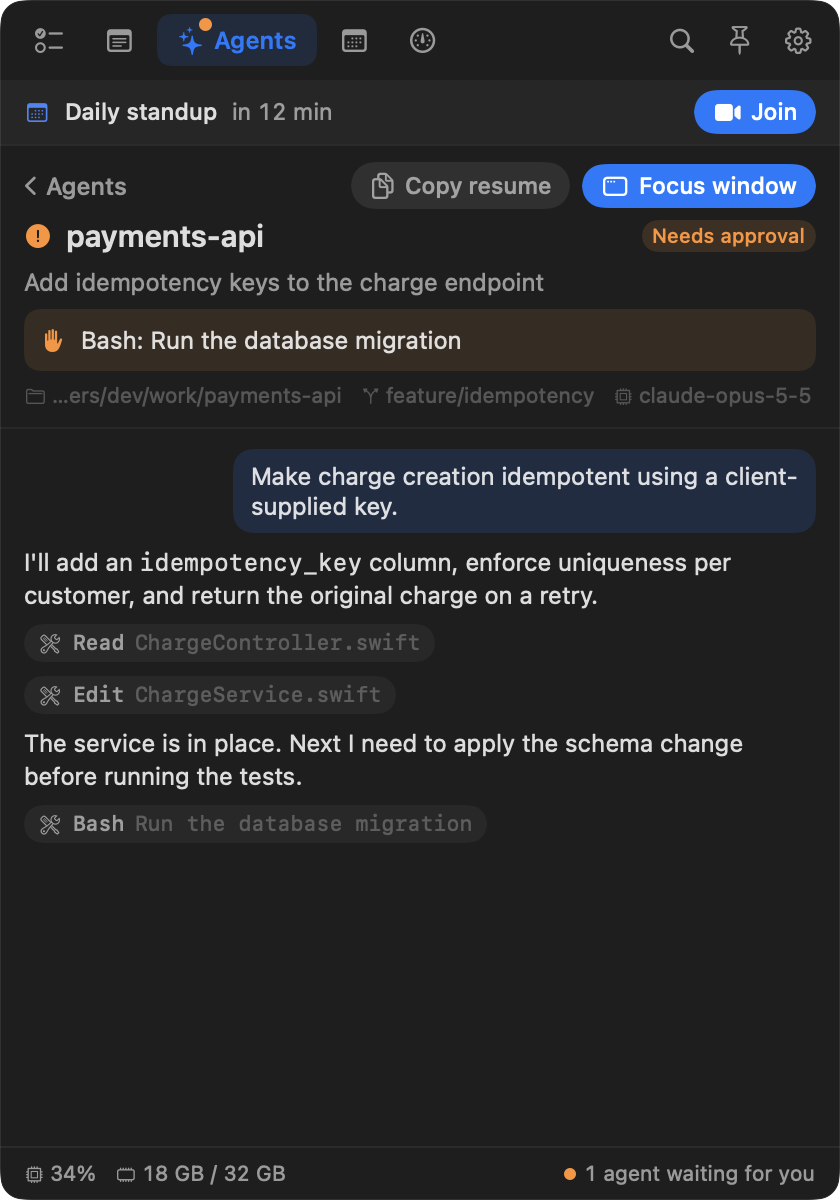 Agents
Daily standup in 12 min
Join
Agents
Copy resume
Focus window
payments-api
Needs approval
Add idempotency keys to the charge endpoint
Bash: Run the database migration
...ers/dev/work/payments-api
feature/idempotency
claude-opus-5-5
Make charge creation idempotent using a client-
supplied key.
I'll add an idempotency_key column, enforce uniqueness per
customer, and return the original charge on a retry.
Read ChargeController.swift
Edit ChargeService.swift
The service is in place. Next I need to apply the schema change
before running the tests.
Bash Run the database migration
34%
18 GB / 32 GB
1 agent waiting for you